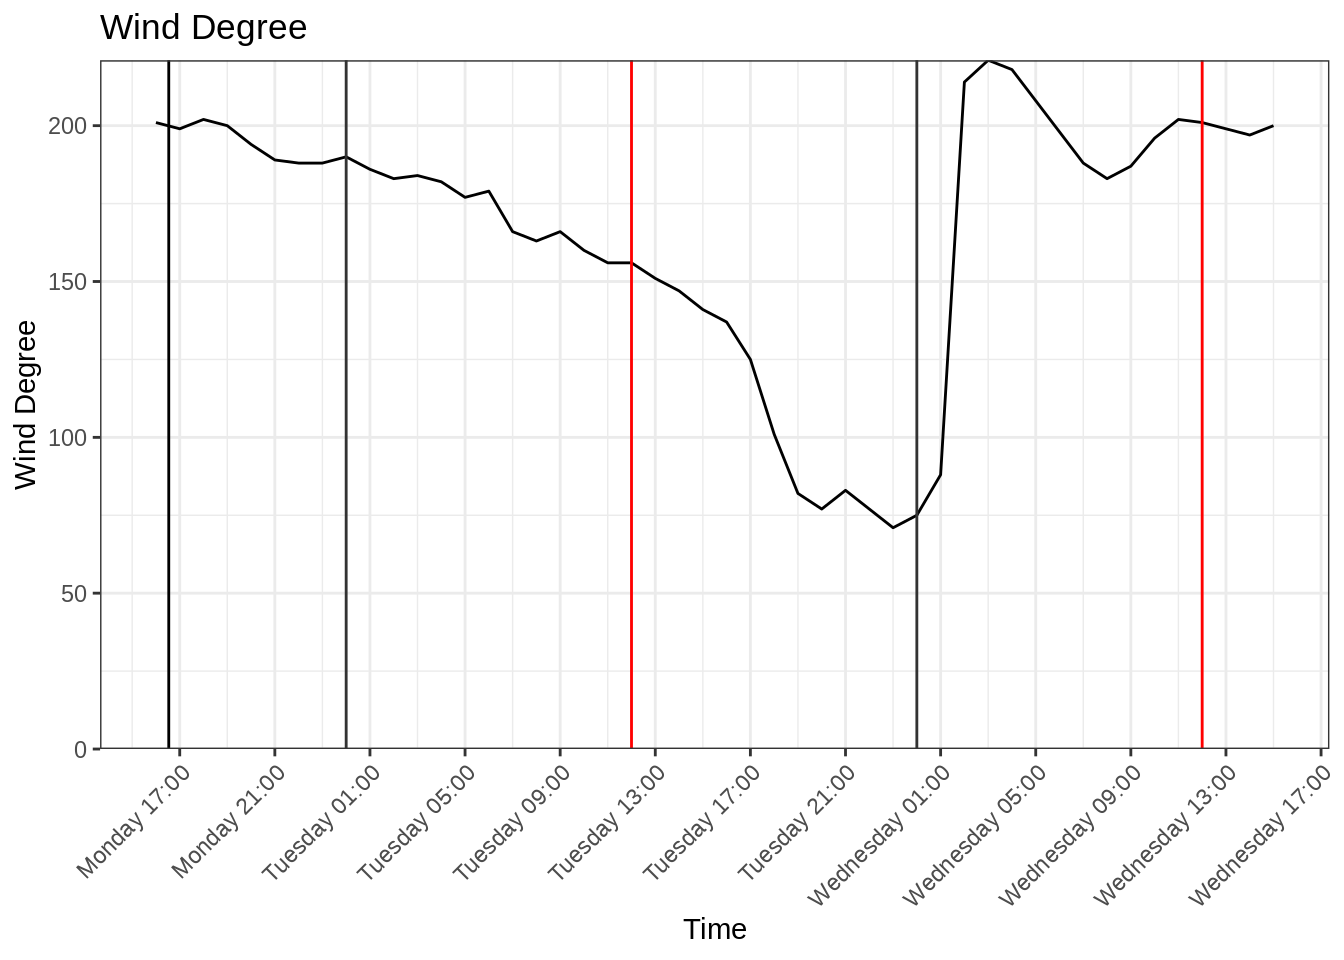 Wind Degree
Wind Degree
200
150
100
50
0
Monday 17:00
Monday 21:00
Tuesday 01:00
Tuesday 05:00
Tuesday 09:00
Tuesday 13:00
Tuesday 17:00
Tuesday 21:00
Wednesday 01:00
Wednesday 05:00
Wednesday 09:00
Wednesday 13:00
Wednesday 17:00
Time